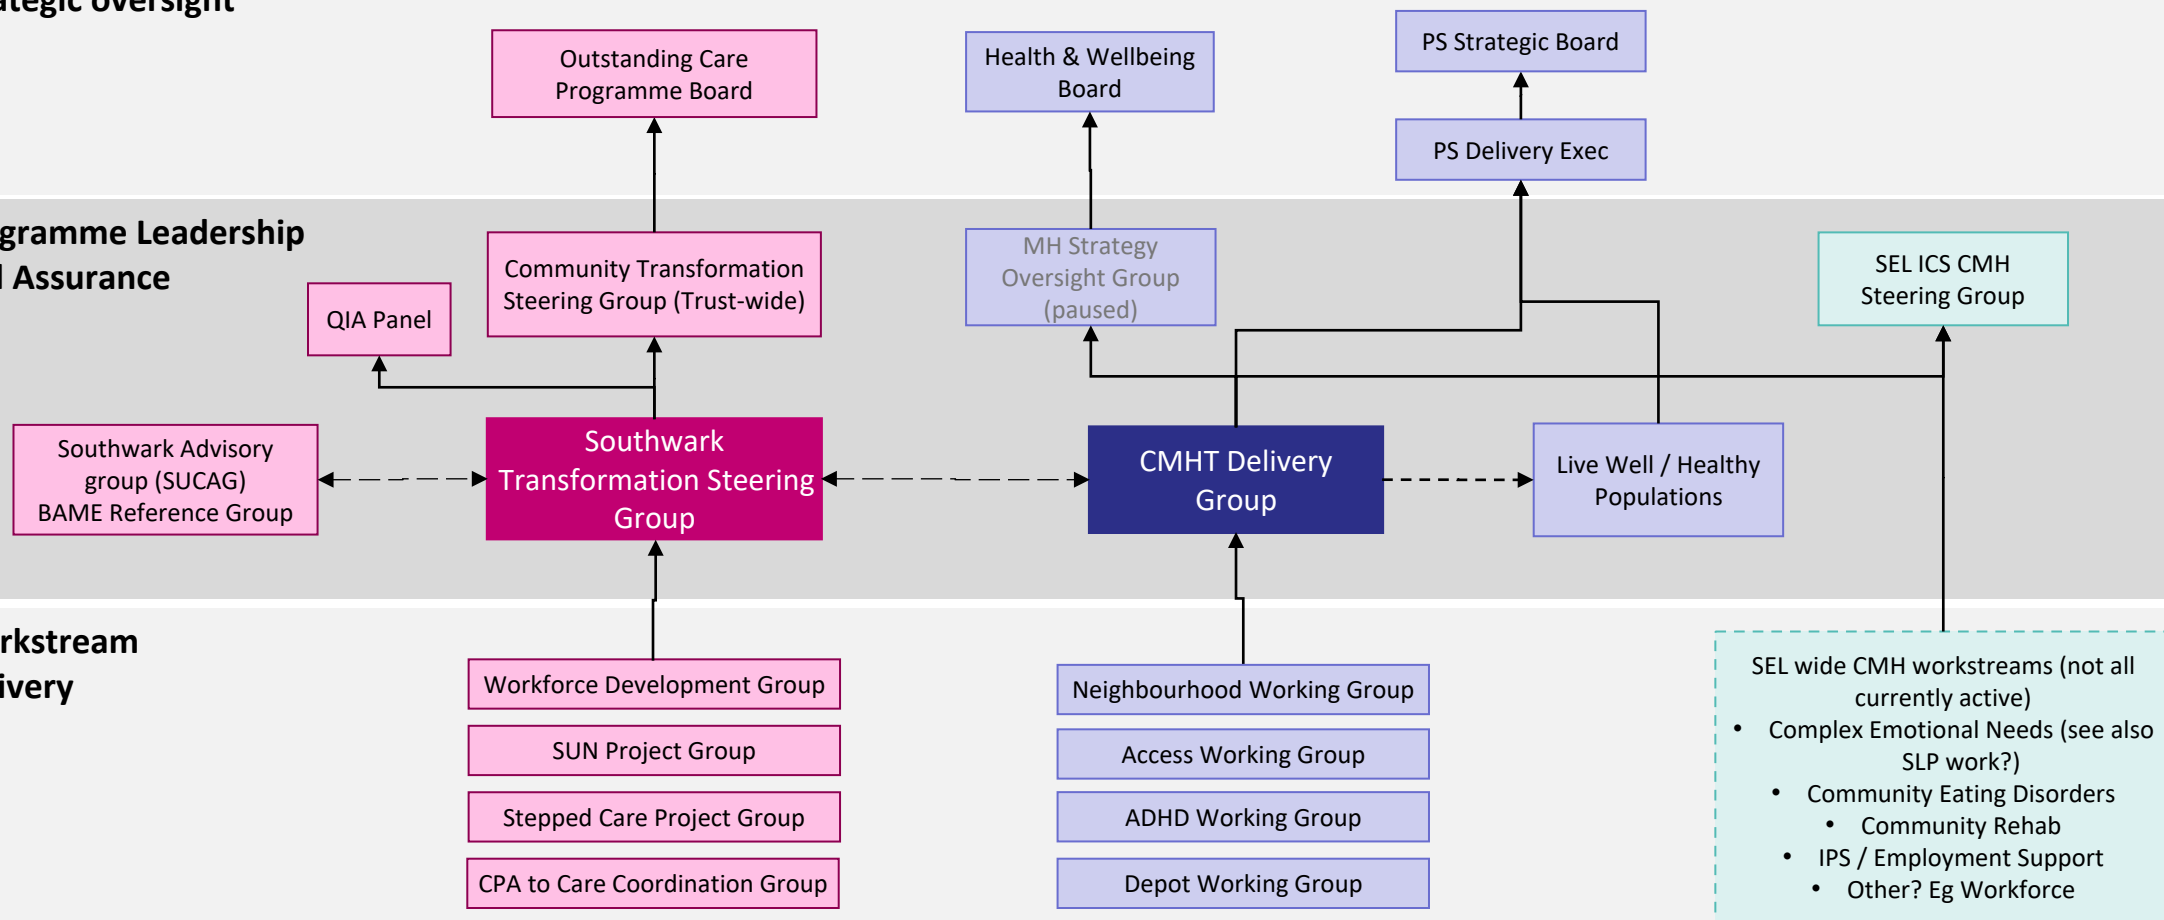 ategic oversight
Outstanding Care
Programme Board
Health & Wellbeing
Board
PS Strategic Board
PS Delivery Exec
gramme Leadership
d Assurance
QIA Panel
Community Transformation
Steering Group (Trust-wide)
MH Strategy
Oversight Group
(paused)
SEL ICS CMH
Steering Group
Southwark Advisory
group (SUCAG)
BAME Reference Group
Southwark
Transformation Steering
Group
CMHT Delivery
Group
Live Well / Healthy
Populations
rkstream
ivery
Workforce Development Group
SUN Project Group
Stepped Care Project Group
CPA to Care Coordination Group
Neighbourhood Working Group
Access Working Group
ADHD Working Group
Depot Working Group
SEL wide CMH workstreams (not all
currently active)
• Complex Emotional Needs (see also
SLP work?)
• Community Eating Disorders
• Community Rehab
• IPS / Employment Support
• Other? Eg Workforce